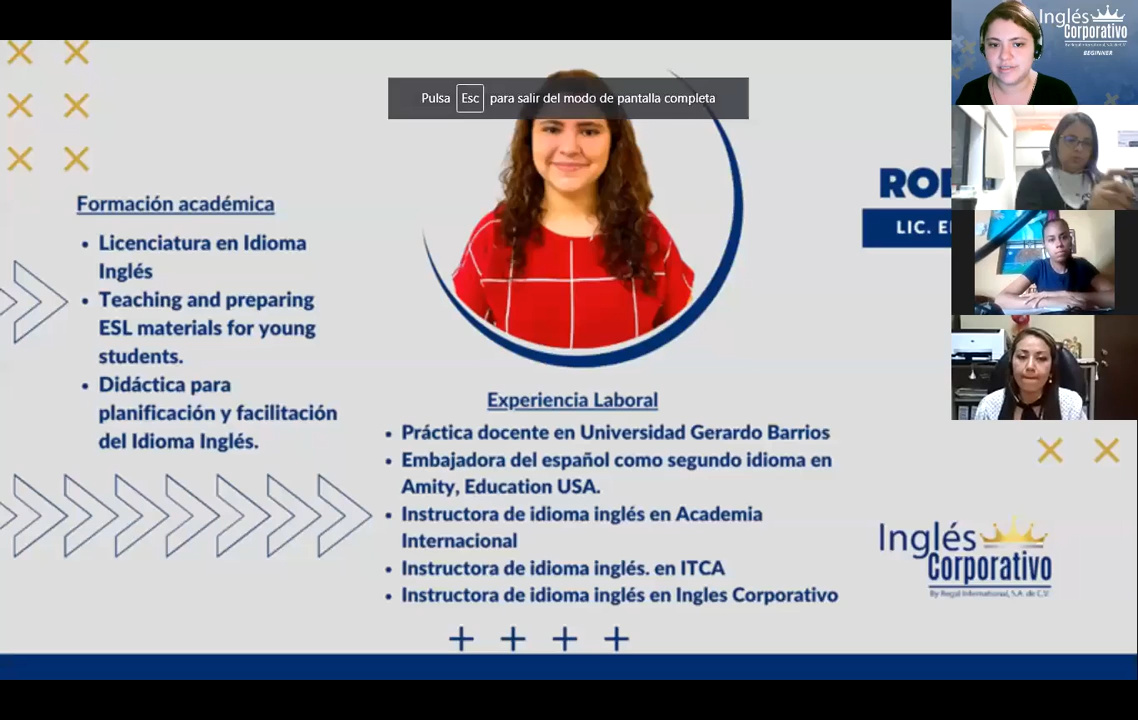 Inglés
Corporativo
By Regal International, S.A. de C.V.
BEGINNER
Pulsa Esc para salir del modo de pantalla completa
Formación académica
• Licenciatura en Idioma
Inglés
• Teaching and preparing
ESL materials for young
students.
• Didáctica para
planificación y facilitación
del Idioma Inglés.
LIC. E
Experiencia Laboral
• Práctica docente en Universidad Gerardo Barrios
• Embajadora del español como segundo idioma en
Amity, Education USA.
• Instructora de idioma inglés en Academia
Internacional
• Instructora de idioma inglés. en ITCA
• Instructora de idioma inglés en Ingles Corporativo
Inglés
Corporativo
By Regal International, S.A. de C.V.